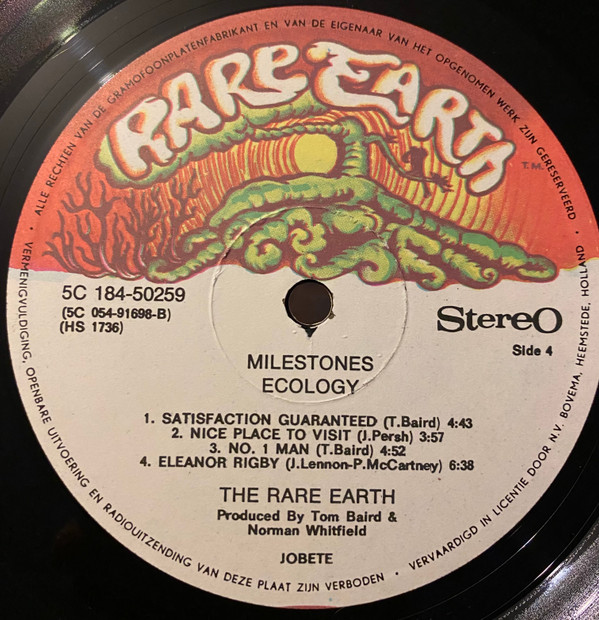 ALLE RECHTEN VAN DE GRAMOFOONPLATENFABRIKANT EN VAN DE EIGENAAR VAN HET OPGENOMEN WERK ZIJN GERESERVEERD
RARE EARTH
T.M.
5C 184-50259
(5C 054-91698-B)
(HS 1736)
Stereo
Side 4
MILESTONES
ECOLOGY
1. SATISFACTION GUARANTEED (T.Baird) 4:43
2. NICE PLACE TO VISIT (J.Persh) 3:57
3. NO. 1 MAN (T.Baird) 4:52
4. ELEANOR RIGBY (J.Lennon-P.McCartney) 6:38
THE RARE EARTH
Produced By Tom Baird &
Norman Whitfield
JOBETE
VERMENIGVULDIGING, OPENBARE UITVOERING EN RADIOUITZENDING VAN DEZE PLAAT ZIJN VERBODEN • VERVAARDIGD IN LICENTIE DOOR N.V. BOVEMA, HEEMSTEDE, HOLLAND •